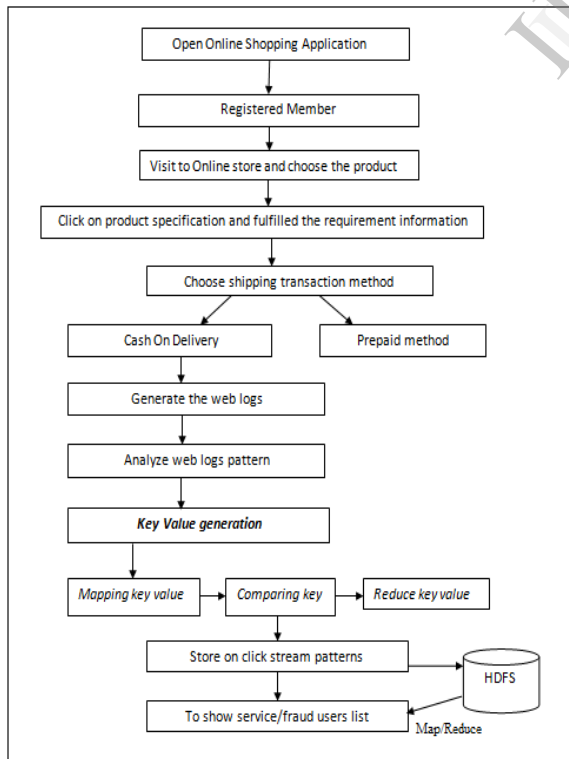 Open Online Shopping Application
Registered Member
Visit to Online store and choose the product
Click on product specification and fulfilled the requirement information
Choose shipping transaction method
Cash On Delivery
Prepaid method
Generate the web logs
Analyze web logs pattern
Key Value generation
Mapping key value
Comparing key
Reduce key value
Store on click stream patterns
HDFS
To show service/fraud users list
Map/Reduce